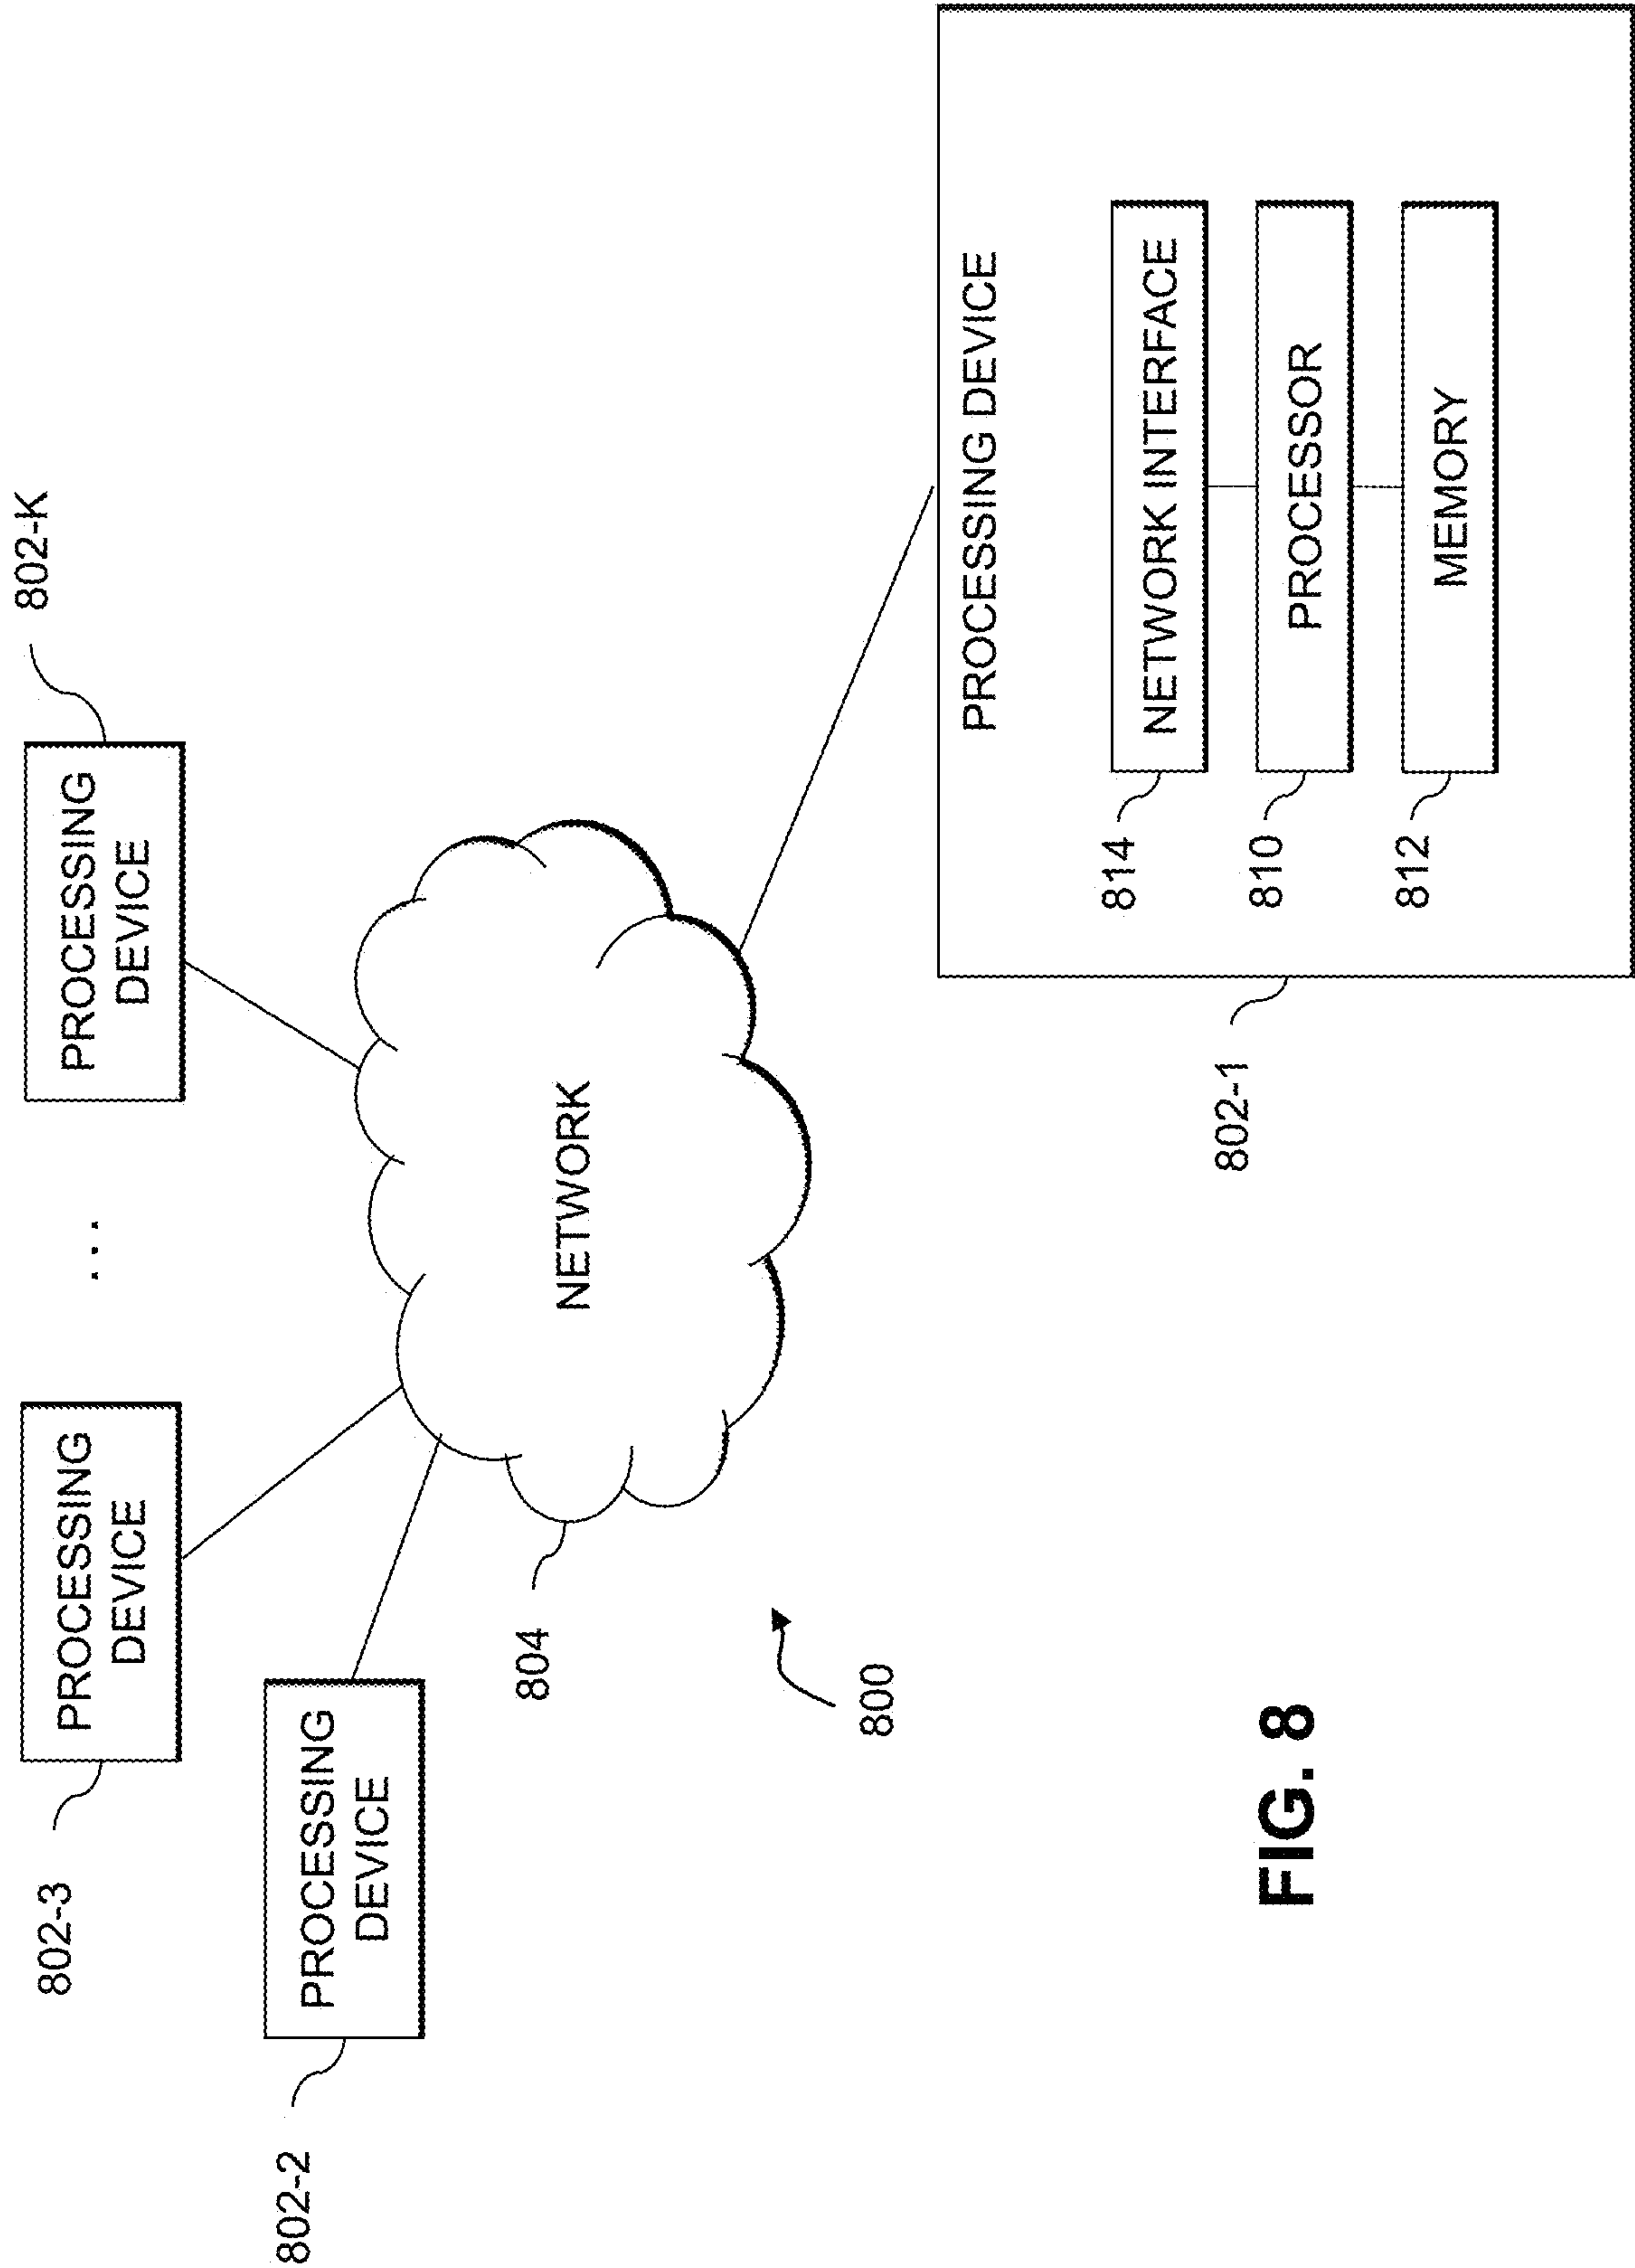 802-2
PROCESSING
DEVICE
802-3
PROCESSING
DEVICE
...
802-K
PROCESSING
DEVICE
804
NETWORK
800
802-1
PROCESSING DEVICE
814
NETWORK INTERFACE
810
PROCESSOR
812
MEMORY
FIG. 8